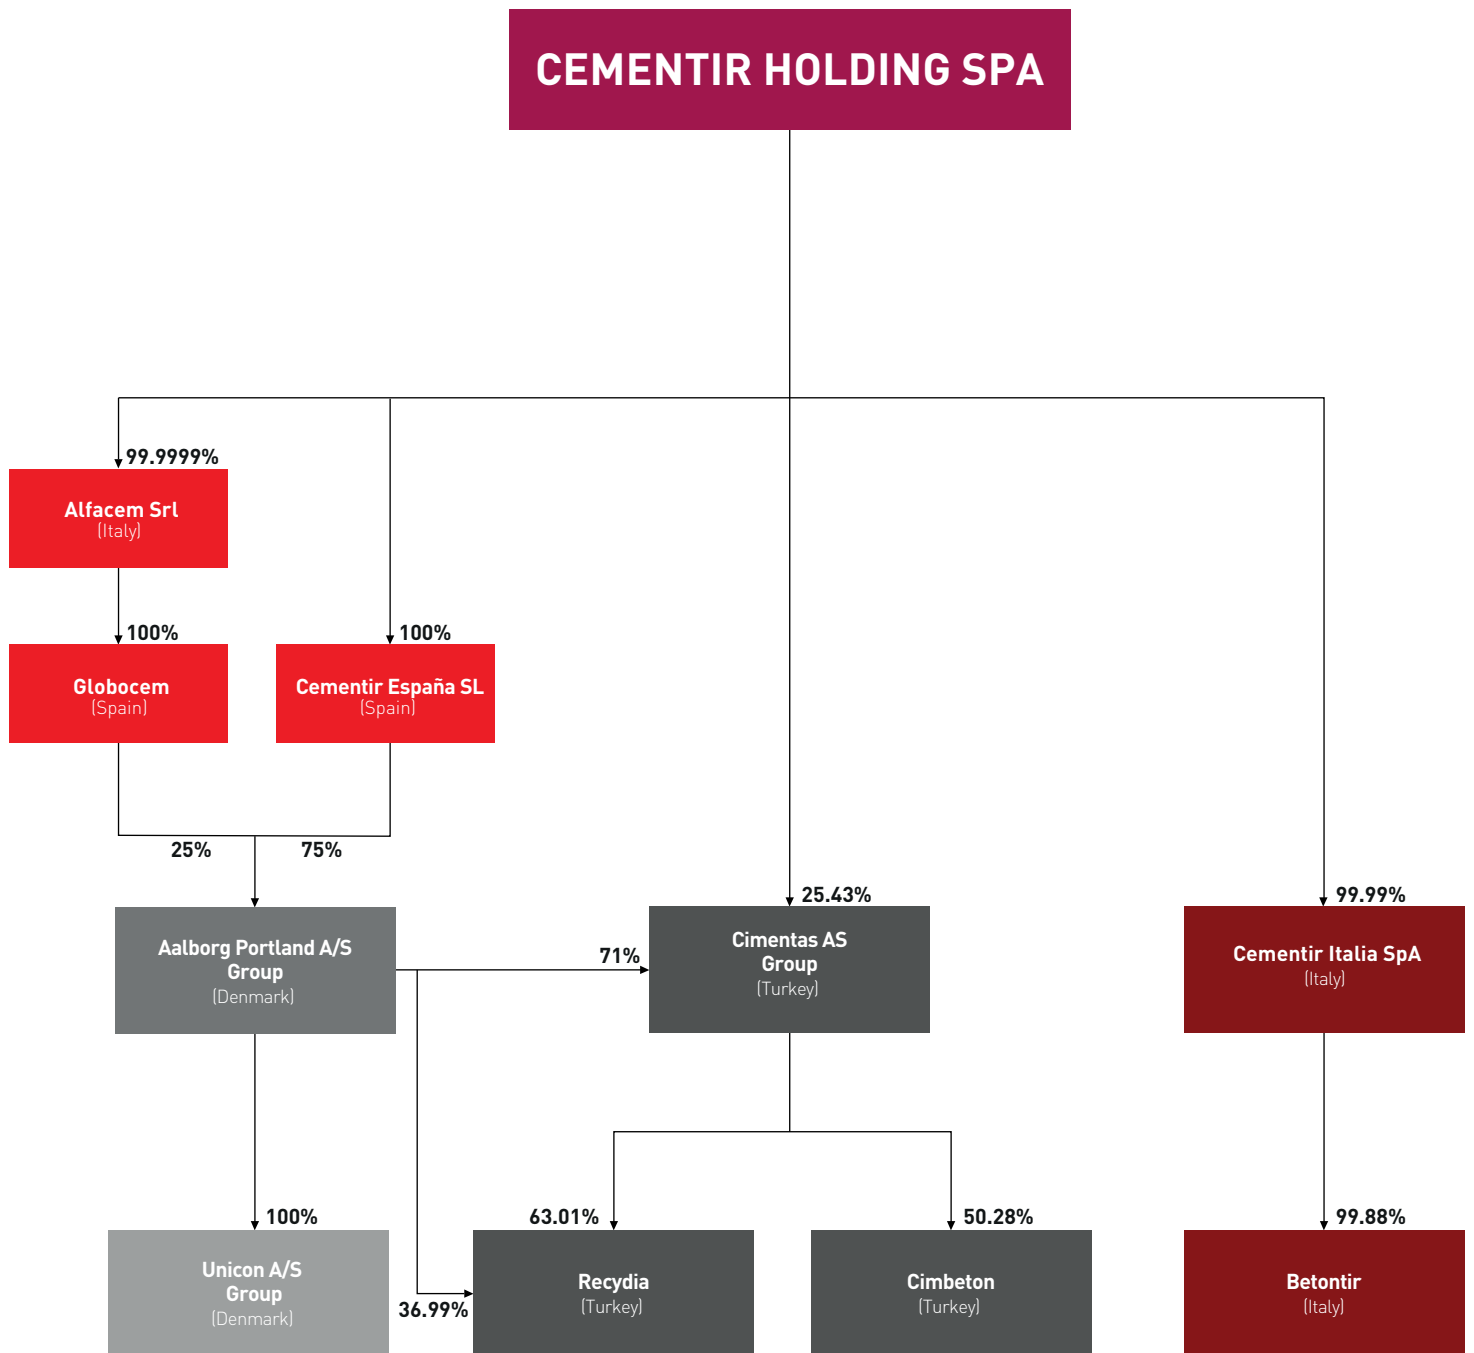 CEMENTIR HOLDING SPA
99.9999%
Alfacem Srl
(Italy)
100%
100%
Globocem
(Spain)
Cementir España SL
(Spain)
25%
75%
25.43%
99.99%
Aalborg Portland A/S
Group
(Denmark)
71%
Cimentas AS
Group
(Turkey)
Cementir Italia SpA
(Italy)
100%
63.01%
50.28%
99.88%
Unicon A/S
Group
(Denmark)
36.99%
Recydia
(Turkey)
Cimbeton
(Turkey)
Betontir
(Italy)